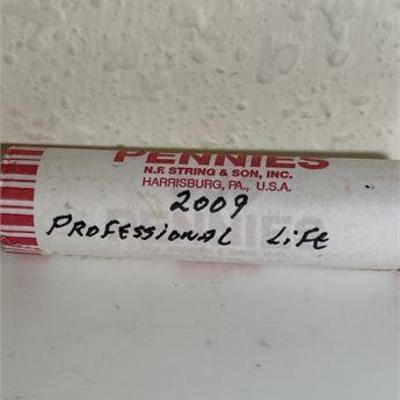 PENNIES
N.F. STRING & SON, INC.
HARRISBURG, PA., U.S.A.
2009
PROFESSIONAL LIFE